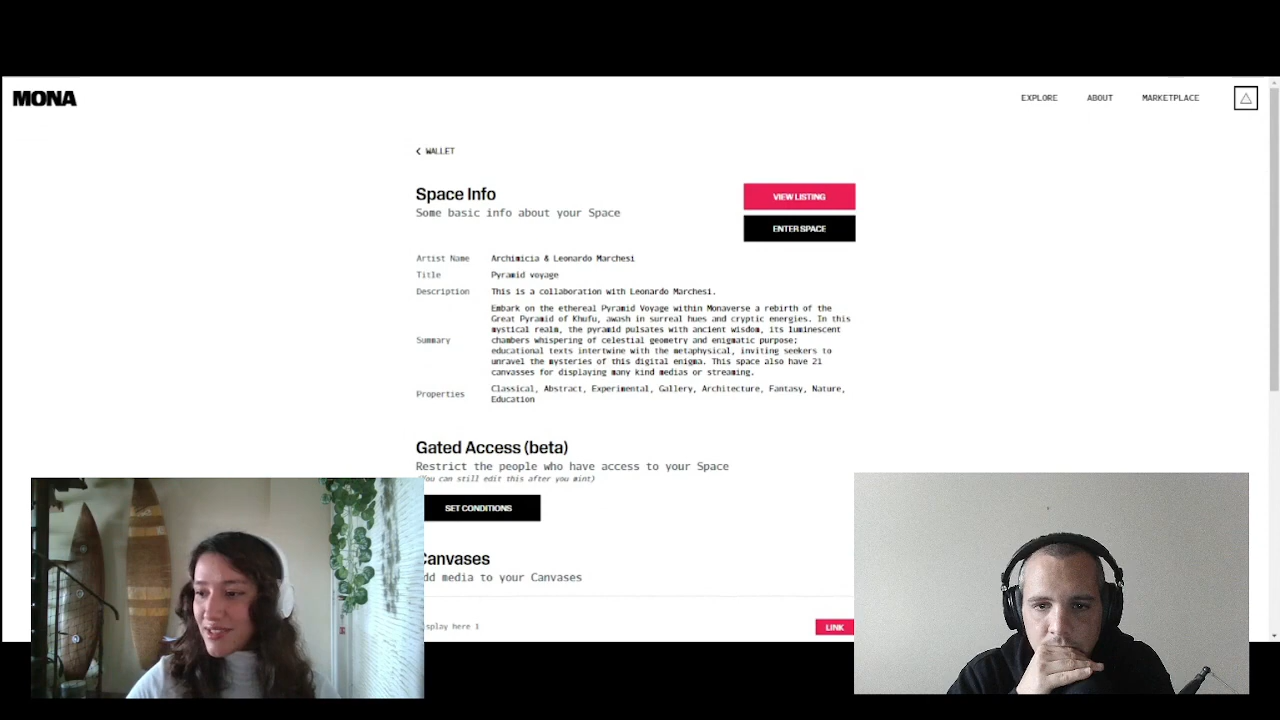 MONA
EXPLORE ABOUT MARKETPLACE
WALLET
Space Info
Some basic info about your Space
VIEW LISTING
ENTER SPACE
Artist Name Archimicia & Leonardo Marchesi
Title Pyramid voyage
Description This is a collaboration with Leonardo Marchesi.
Summary
Embark on the ethereal Pyramid Voyage within Monaverse a rebirth of the
Great Pyramid of Khufu, awash in surreal hues and cryptic energies. In this
mystical realm, the pyramid pulsates with ancient wisdom, its luminescent
chambers whispering of celestial geometry and enigmatic purpose;
educational texts intertwine with the metaphysical, inviting seekers to
unravel the mysteries of this digital enigma. This space also have 21
canvasses for displaying many kind medias or streaming.
Properties
Classical, Abstract, Experimental, Gallery, Architecture, Fantasy, Nature,
Education
Gated Access (beta)
Restrict the people who have access to your Space
(You can still edit this after you mint)
SET CONDITIONS
Canvases
dd media to your Canvases
isplay here 1
LINK